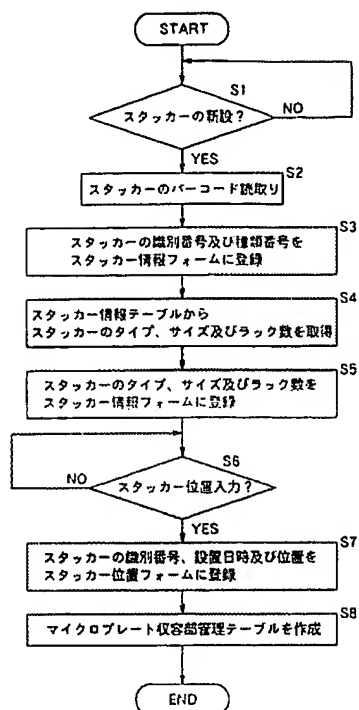 START
S1
スタッカーの新設?
NO
YES
S2
スタッカーのバーコード読取り
S3
スタッカーの識別番号及び種類番号を
スタッカー情報フォームに登録
S4
スタッカー情報テーブルから
スタッカーのタイプ、サイズ及びラック数を取得
S5
スタッカーのタイプ、サイズ及びラック数を
スタッカー情報フォームに登録
S6
NO
スタッカー位置入力?
YES
S7
スタッカーの識別番号、設置日時及び位置を
スタッカー位置フォームに登録
S8
マイクロプレート収容部管理テーブルを作成
END